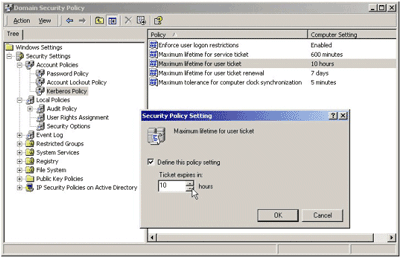 Domain Security Policy
Action View
Tree
Windows Settings
Security Settings
Account Policies
Password Policy
Account Lockout Policy
Kerberos Policy
Local Policies
Audit Policy
User Rights Assignment
Security Options
Event Log
Restricted Groups
System Services
Registry
File System
Public Key Policies
IP Security Policies on Active Directory
Policy Computer Setting
Enforce user logon restrictions Enabled
Maximum lifetime for service ticket 600 minutes
Maximum lifetime for user ticket 10 hours
Maximum lifetime for user ticket renewal 7 days
Maximum tolerance for computer clock synchronization 5 minutes
Security Policy Setting
Maximum lifetime for user ticket
Define this policy setting
Ticket expires in:
10 hours
OK Cancel